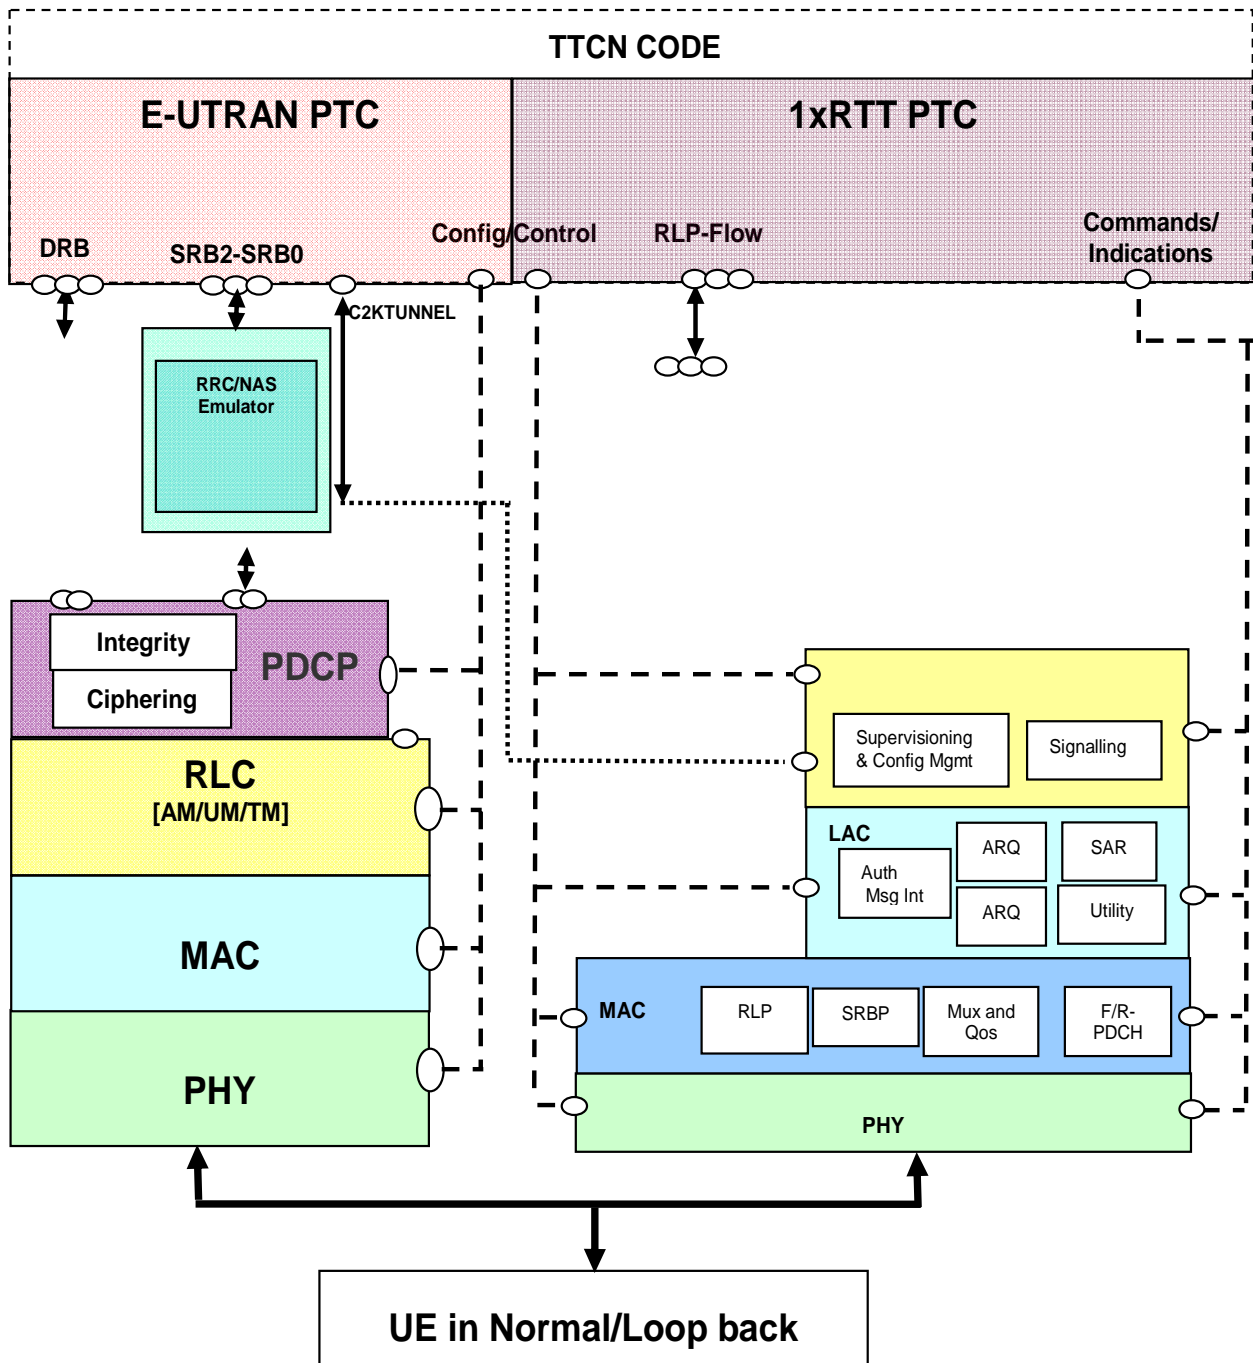 TTCN CODE
E-UTRAN PTC
1xRTT PTC
DRB
SRB2-SRB0
Config/Control
RLP-Flow
Commands/
Indications
C2KTUNNEL
RRC/NAS
Emulator
Integrity
PDCP
Ciphering
RLC
[AM/UM/TM]
MAC
PHY
Supervisioning
& Config Mgmt
Signalling
LAC
Auth
Msg Int
ARQ
SAR
ARQ
Utility
MAC
RLP
SRBP
Mux and
Qos
F/R-
PDCH
PHY
UE in Normal/Loop back